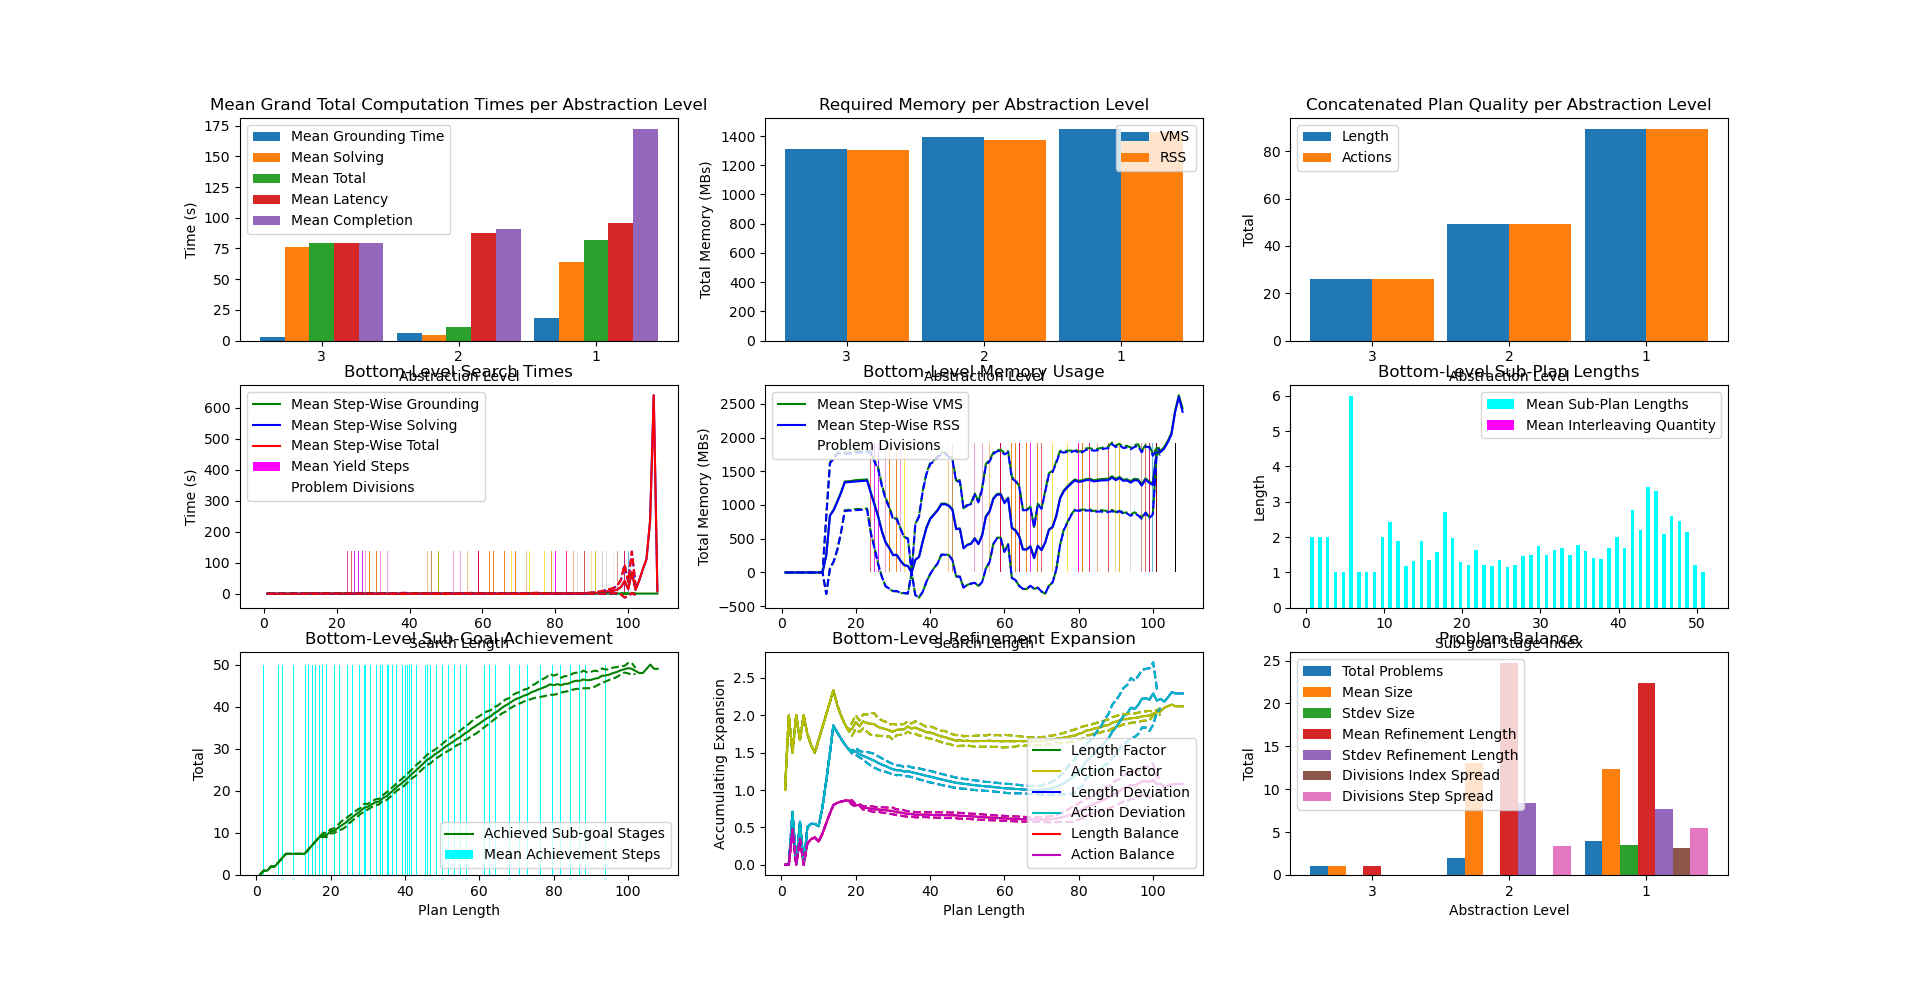 Mean Grand Total Computation Times per Abstraction Level
175
150
125
100
75
50
25
0
Time (s)
Mean Grounding Time
Mean Solving
Mean Total
Mean Latency
Mean Completion
3 2 1
Abstraction Level
Required Memory per Abstraction Level
1400
1200
1000
800
600
400
200
0
Total Memory (MBs)
VMS
RSS
3 2 1
Abstraction Level
Concatenated Plan Quality per Abstraction Level
80
60
40
20
0
Total
Length
Actions
3 2 1
Abstraction Level
Bottom-Level Search Times
600
500
400
300
200
100
0
Time (s)
Mean Step-Wise Grounding
Mean Step-Wise Solving
Mean Step-Wise Total
Mean Yield Steps
Problem Divisions
0 20 40 60 80 100
Search Length
Bottom-Level Memory Usage
2500
2000
1500
1000
500
0
−500
Total Memory (MBs)
Mean Step-Wise VMS
Mean Step-Wise RSS
Problem Divisions
0 20 40 60 80 100
Search Length
Bottom-Level Sub-Plan Lengths
6
5
4
3
2
1
0
Length
Mean Sub-Plan Lengths
Mean Interleaving Quantity
0 10 20 30 40 50
Sub-goal Stage Index
Bottom-Level Sub-Goal Achievement
50
40
30
20
10
0
Total
Achieved Sub-goal Stages
Mean Achievement Steps
0 20 40 60 80 100
Plan Length
Bottom-Level Refinement Expansion
2.5
2.0
1.5
1.0
0.5
0.0
Accumulating Expansion
Length Factor
Action Factor
Length Deviation
Action Deviation
Length Balance
Action Balance
0 20 40 60 80 100
Plan Length
Problem Balance
25
20
15
10
5
0
Total
Total Problems
Mean Size
Stdev Size
Mean Refinement Length
Stdev Refinement Length
Divisions Index Spread
Divisions Step Spread
3 2 1
Abstraction Level